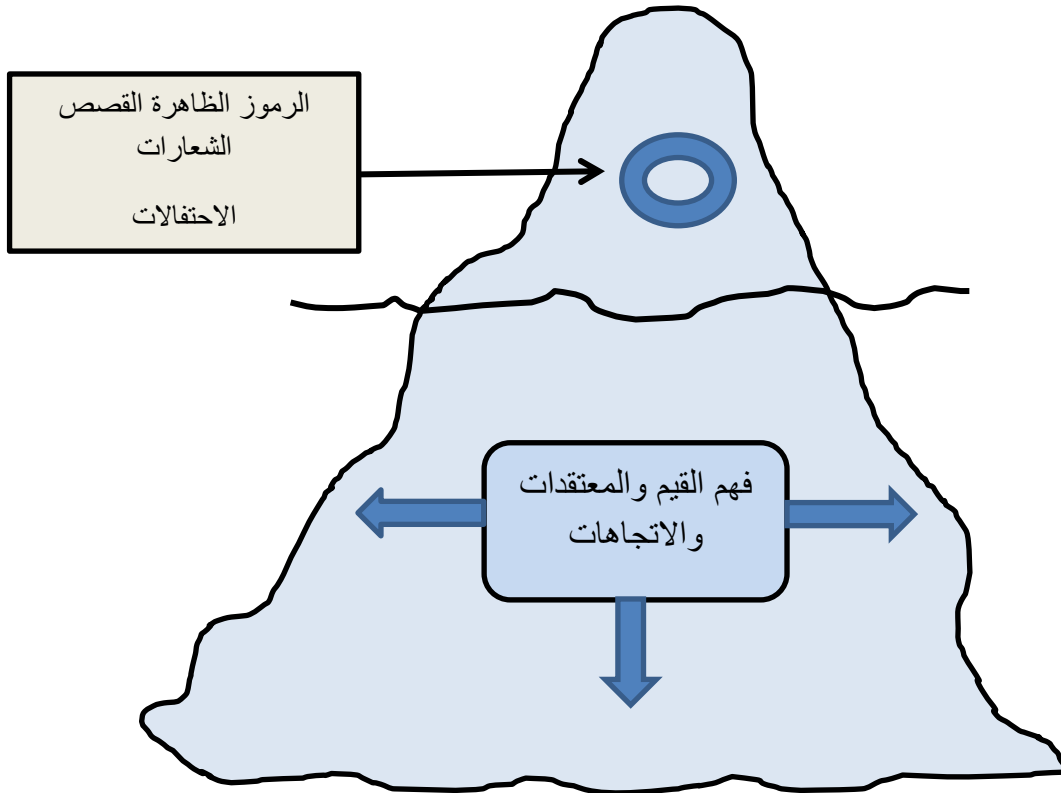 الرموز الظاهرة القصص
الشعارات
الاحتفالات
فهم القيم والمعتقدات
والاتجاهات